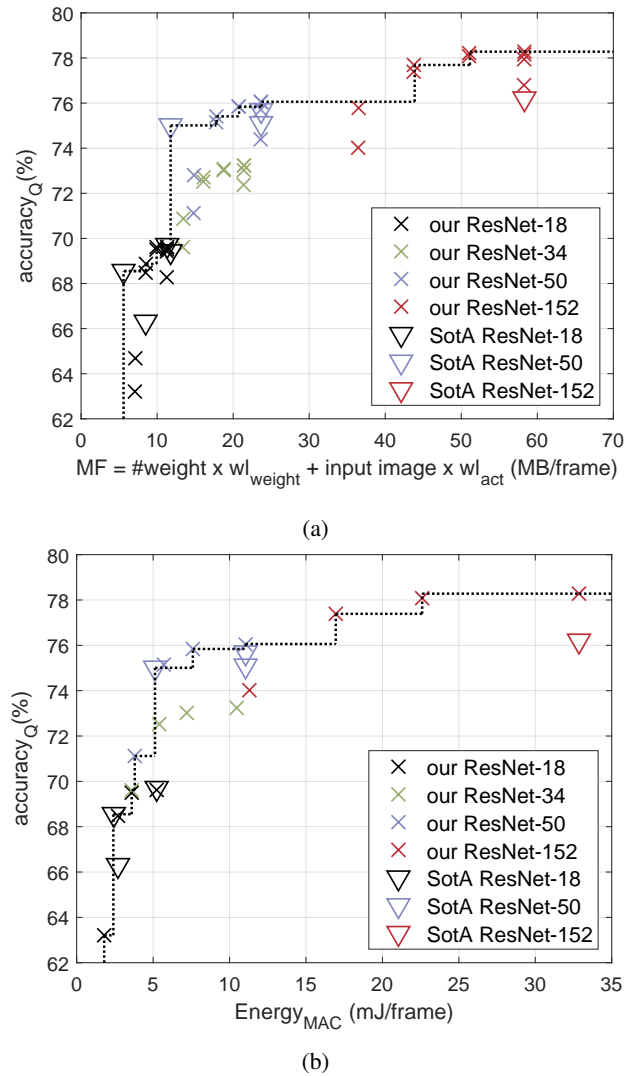 80
78
76
74
72
70
68
66
64
62
accuracy_Q(%)
our ResNet-18
our ResNet-34
our ResNet-50
our ResNet-152
SotA ResNet-18
SotA ResNet-50
SotA ResNet-152
0 10 20 30 40 50 60 70
MF = #weight x wl_weight + input image x wl_act (MB/frame)
(a)
80
78
76
74
72
70
68
66
64
62
accuracy_Q(%)
our ResNet-18
our ResNet-34
our ResNet-50
our ResNet-152
SotA ResNet-18
SotA ResNet-50
SotA ResNet-152
0 5 10 15 20 25 30 35
Energy_MAC (mJ/frame)
(b)